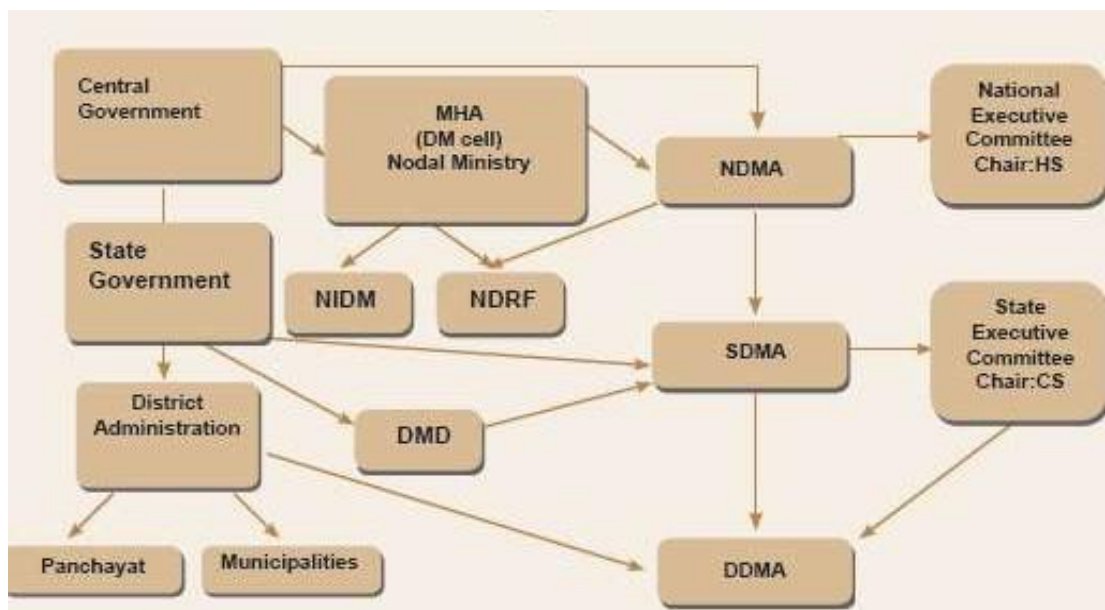 Central
Government
MHA
(DM cell)
Nodal Ministry
NDMA
National
Executive
Committee
Chair:HS
State
Government
NIDM
NDRF
SDMA
State
Executive
Committee
Chair:CS
District
Administration
DMD
Panchayat
Municipalities
DDMA